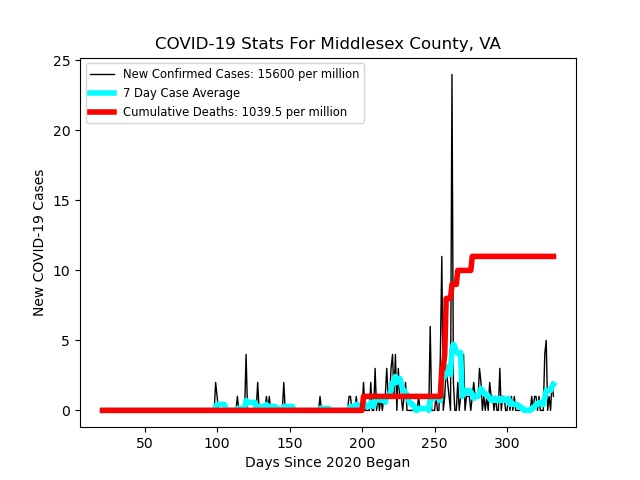 COVID-19 Stats For Middlesex County, VA
New Confirmed Cases: 15600 per million
7 Day Case Average
Cumulative Deaths: 1039.5 per million
New COVID-19 Cases
25
20
15
10
5
0
50
100
150
200
250
300
Days Since 2020 Began